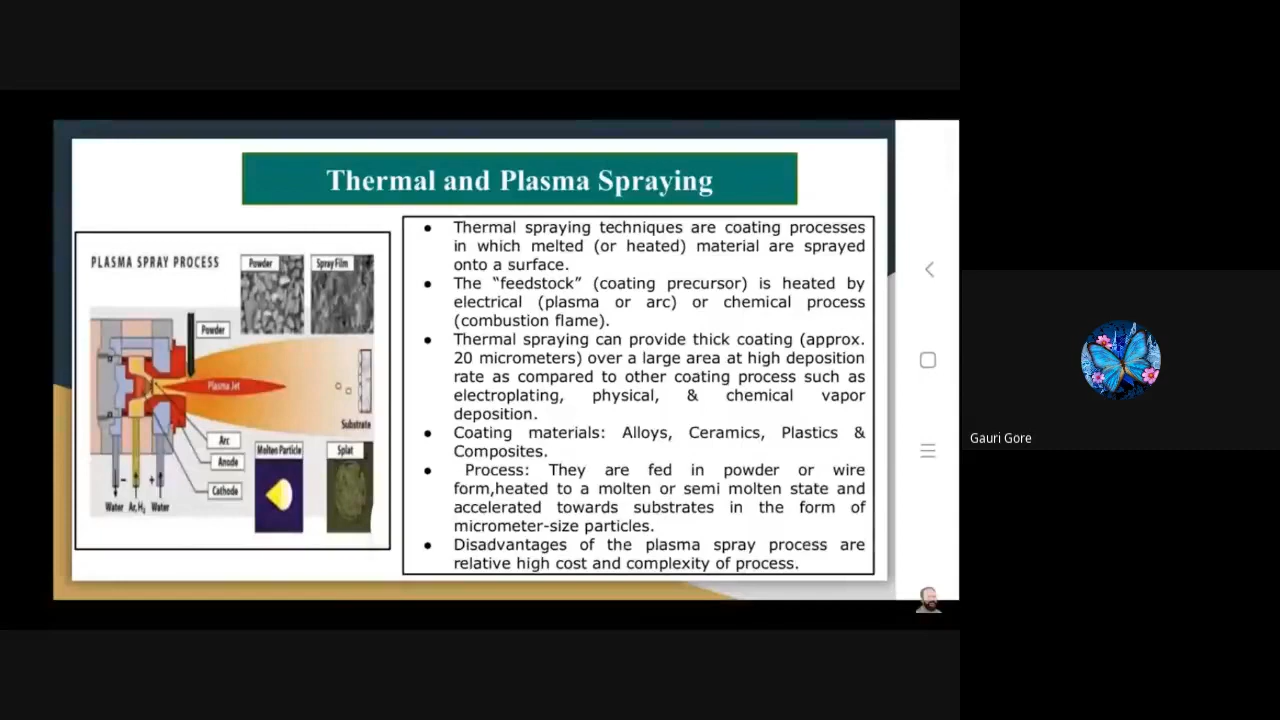 Thermal and Plasma Spraying
PLASMA SPRAY PROCESS
Powder
Spray Film
Powder
Plasma Jet
Substrate
Arc
Anode
Cathode
Molten Particle
Splat
Water Ar, H₂ Water
- +
● Thermal spraying techniques are coating processes
in which melted (or heated) material are sprayed
onto a surface.
● The “feedstock” (coating precursor) is heated by
electrical (plasma or arc) or chemical process
(combustion flame).
● Thermal spraying can provide thick coating (approx.
20 micrometers) over a large area at high deposition
rate as compared to other coating process such as
electroplating, physical, & chemical vapor
deposition.
● Coating materials: Alloys, Ceramics, Plastics &
Composites.
● Process: They are fed in powder or wire
form,heated to a molten or semi molten state and
accelerated towards substrates in the form of
micrometer-size particles.
● Disadvantages of the plasma spray process are
relative high cost and complexity of process.
Gauri Gore